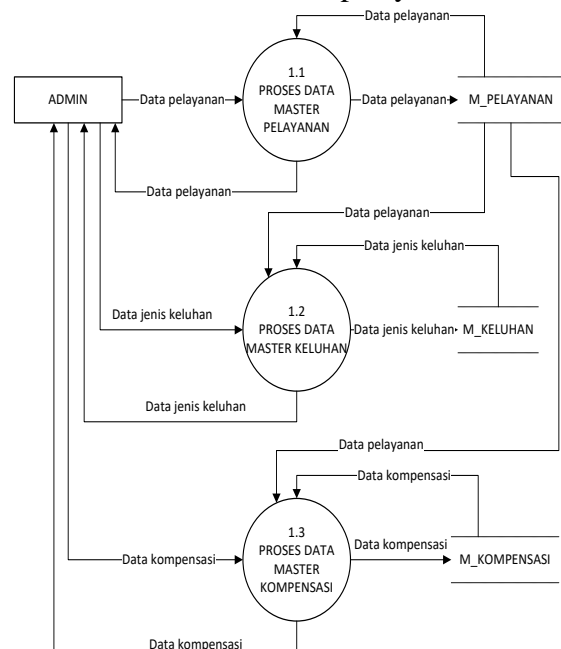 Data pelayanan
1.1
PROSES DATA
MASTER
PELAYANAN
ADMIN
Data pelayanan
Data pelayanan
M_PELAYANAN
Data pelayanan
Data pelayanan
Data jenis keluhan
1.2
PROSES DATA
MASTER KELUHAN
Data jenis keluhan
Data jenis keluhan
M_KELUHAN
Data jenis keluhan
Data pelayanan
Data kompensasi
1.3
PROSES DATA
MASTER
KOMPENSASI
Data kompensasi
Data kompensasi
M_KOMPENSASI
Data kompensasi